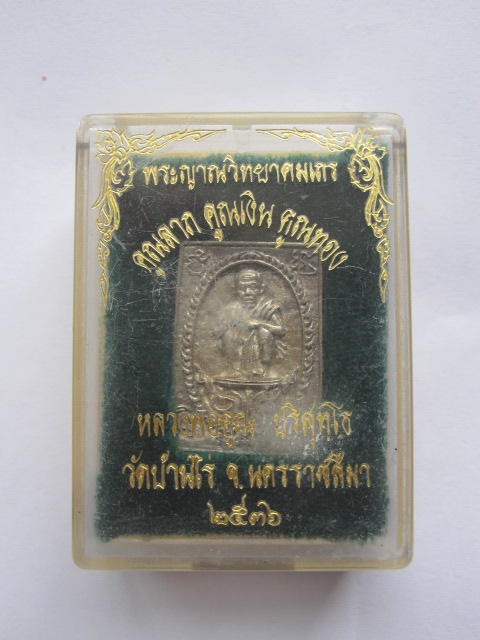 พระญาณวิทยาคมเถร
คูณลาภ คูณเงิน คูณทอง
หลวงพ่อคูณ ปริสุทฺโธ
วัดบ้านไร่ จ.นครราชสีมา
๒๕๓๖